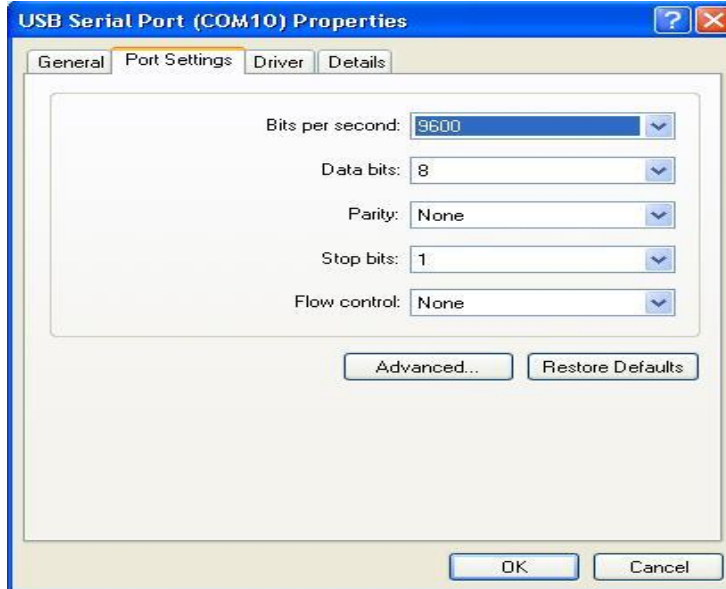 USB Serial Port (COM10) Properties
?
X
General Port Settings Driver Details
Bits per second: 9600
Data bits: 8
Parity: None
Stop bits: 1
Flow control: None
Advanced... Restore Defaults
OK Cancel